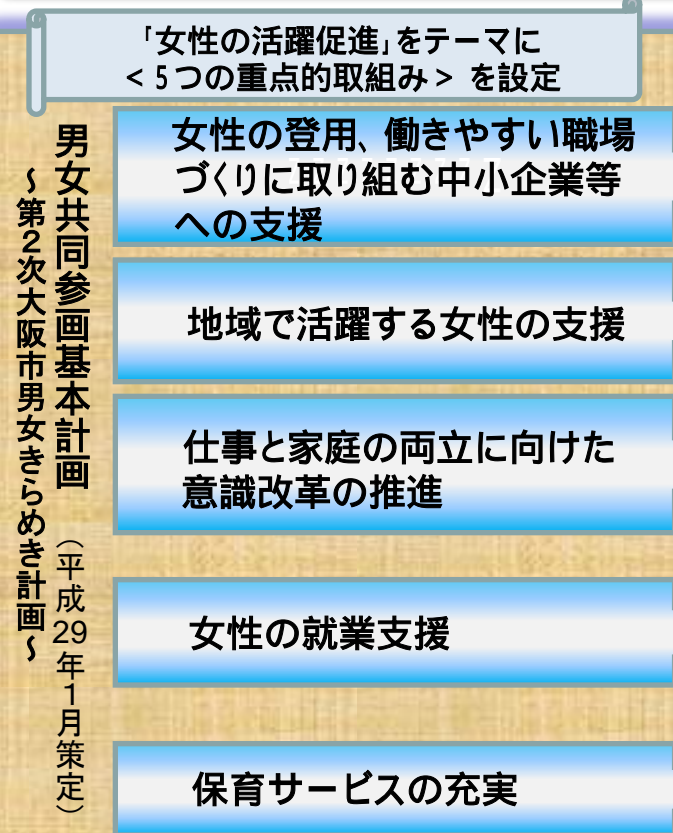 「女性の活躍促進」をテーマに
＜5つの重点的取組み＞ を設定
男女共同参画基本計画 （平成29年1月策定）
～第2次大阪市男女きらめき計画～
女性の登用、働きやすい職場
づくりに取り組む中小企業等
への支援
地域で活躍する女性の支援
仕事と家庭の両立に向けた
意識改革の推進
女性の就業支援
保育サービスの充実